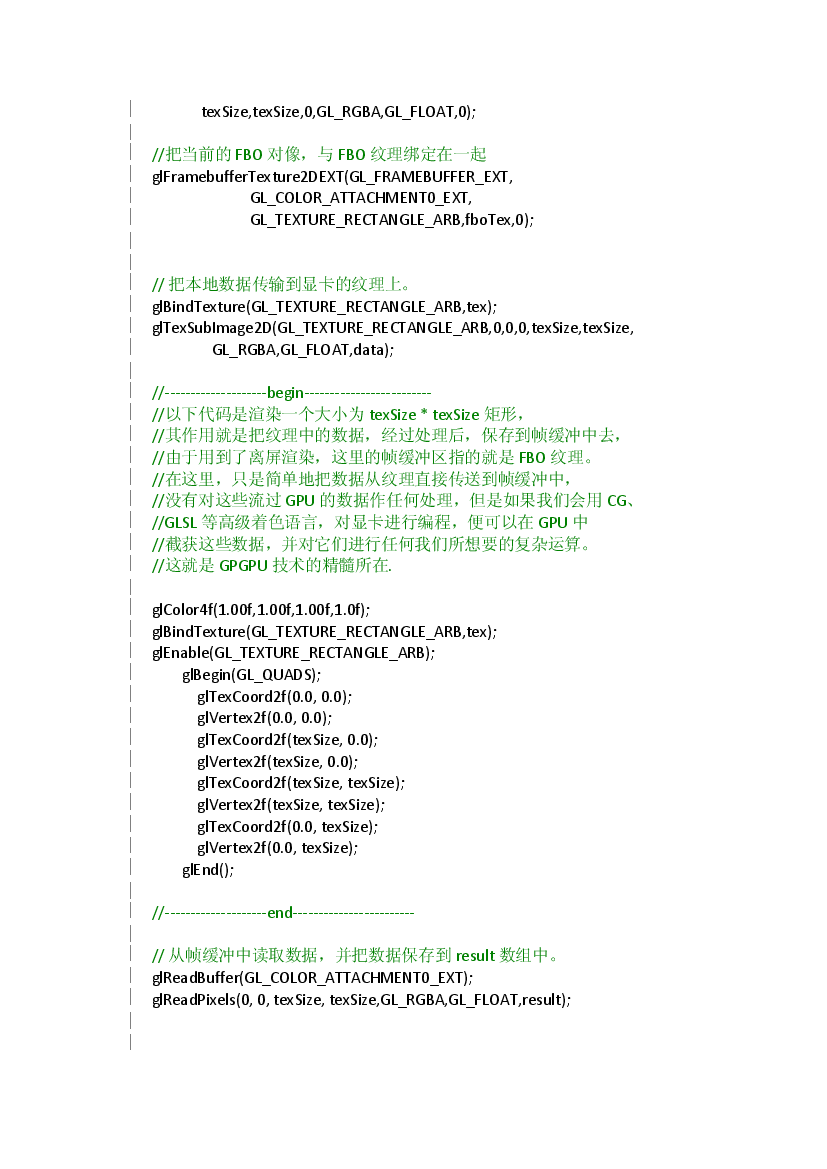 texSize,texSize,0,GL_RGBA,GL_FLOAT,0);
//把当前的 FBO 对像，与 FBO 纹理绑定在一起
glFramebufferTexture2DEXT(GL_FRAMEBUFFER_EXT,
GL_COLOR_ATTACHMENT0_EXT,
GL_TEXTURE_RECTANGLE_ARB,fboTex,0);
// 把本地数据传输到显卡的纹理上。
glBindTexture(GL_TEXTURE_RECTANGLE_ARB,tex);
glTexSubImage2D(GL_TEXTURE_RECTANGLE_ARB,0,0,0,texSize,texSize,
GL_RGBA,GL_FLOAT,data);
//--------------------begin-------------------------
//以下代码是渲染一个大小为 texSize * texSize 矩形，
//其作用就是把纹理中的数据，经过处理后，保存到帧缓冲中去，
//由于用到了离屏渲染，这里的帧缓冲区指的就是 FBO 纹理。
//在这里，只是简单地把数据从纹理直接传送到帧缓冲中，
//没有对这些流过 GPU 的数据作任何处理，但是如果我们会用 CG、
//GLSL 等高级着色语言，对显卡进行编程，便可以在 GPU 中
//截获这些数据，并对它们进行任何我们所想要的复杂运算。
//这就是 GPGPU 技术的精髓所在.
glColor4f(1.00f,1.00f,1.00f,1.0f);
glBindTexture(GL_TEXTURE_RECTANGLE_ARB,tex);
glEnable(GL_TEXTURE_RECTANGLE_ARB);
glBegin(GL_QUADS);
glTexCoord2f(0.0, 0.0);
glVertex2f(0.0, 0.0);
glTexCoord2f(texSize, 0.0);
glVertex2f(texSize, 0.0);
glTexCoord2f(texSize, texSize);
glVertex2f(texSize, texSize);
glTexCoord2f(0.0, texSize);
glVertex2f(0.0, texSize);
glEnd();
//--------------------end------------------------
// 从帧缓冲中读取数据，并把数据保存到 result 数组中。
glReadBuffer(GL_COLOR_ATTACHMENT0_EXT);
glReadPixels(0, 0, texSize, texSize,GL_RGBA,GL_FLOAT,result);